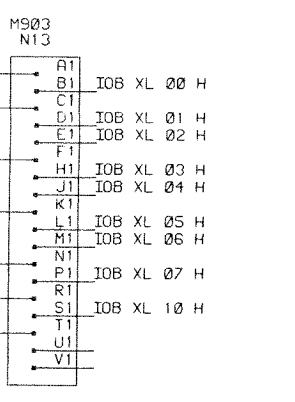 M903
N13
A1
B1 IOB XL 00 H
C1
D1 IOB XL 01 H
E1 IOB XL 02 H
F1
H1 IOB XL 03 H
J1 IOB XL 04 H
K1
L1 IOB XL 05 H
M1 IOB XL 06 H
N1
P1 IOB XL 07 H
R1
S1 IOB XL 10 H
T1
U1
V1